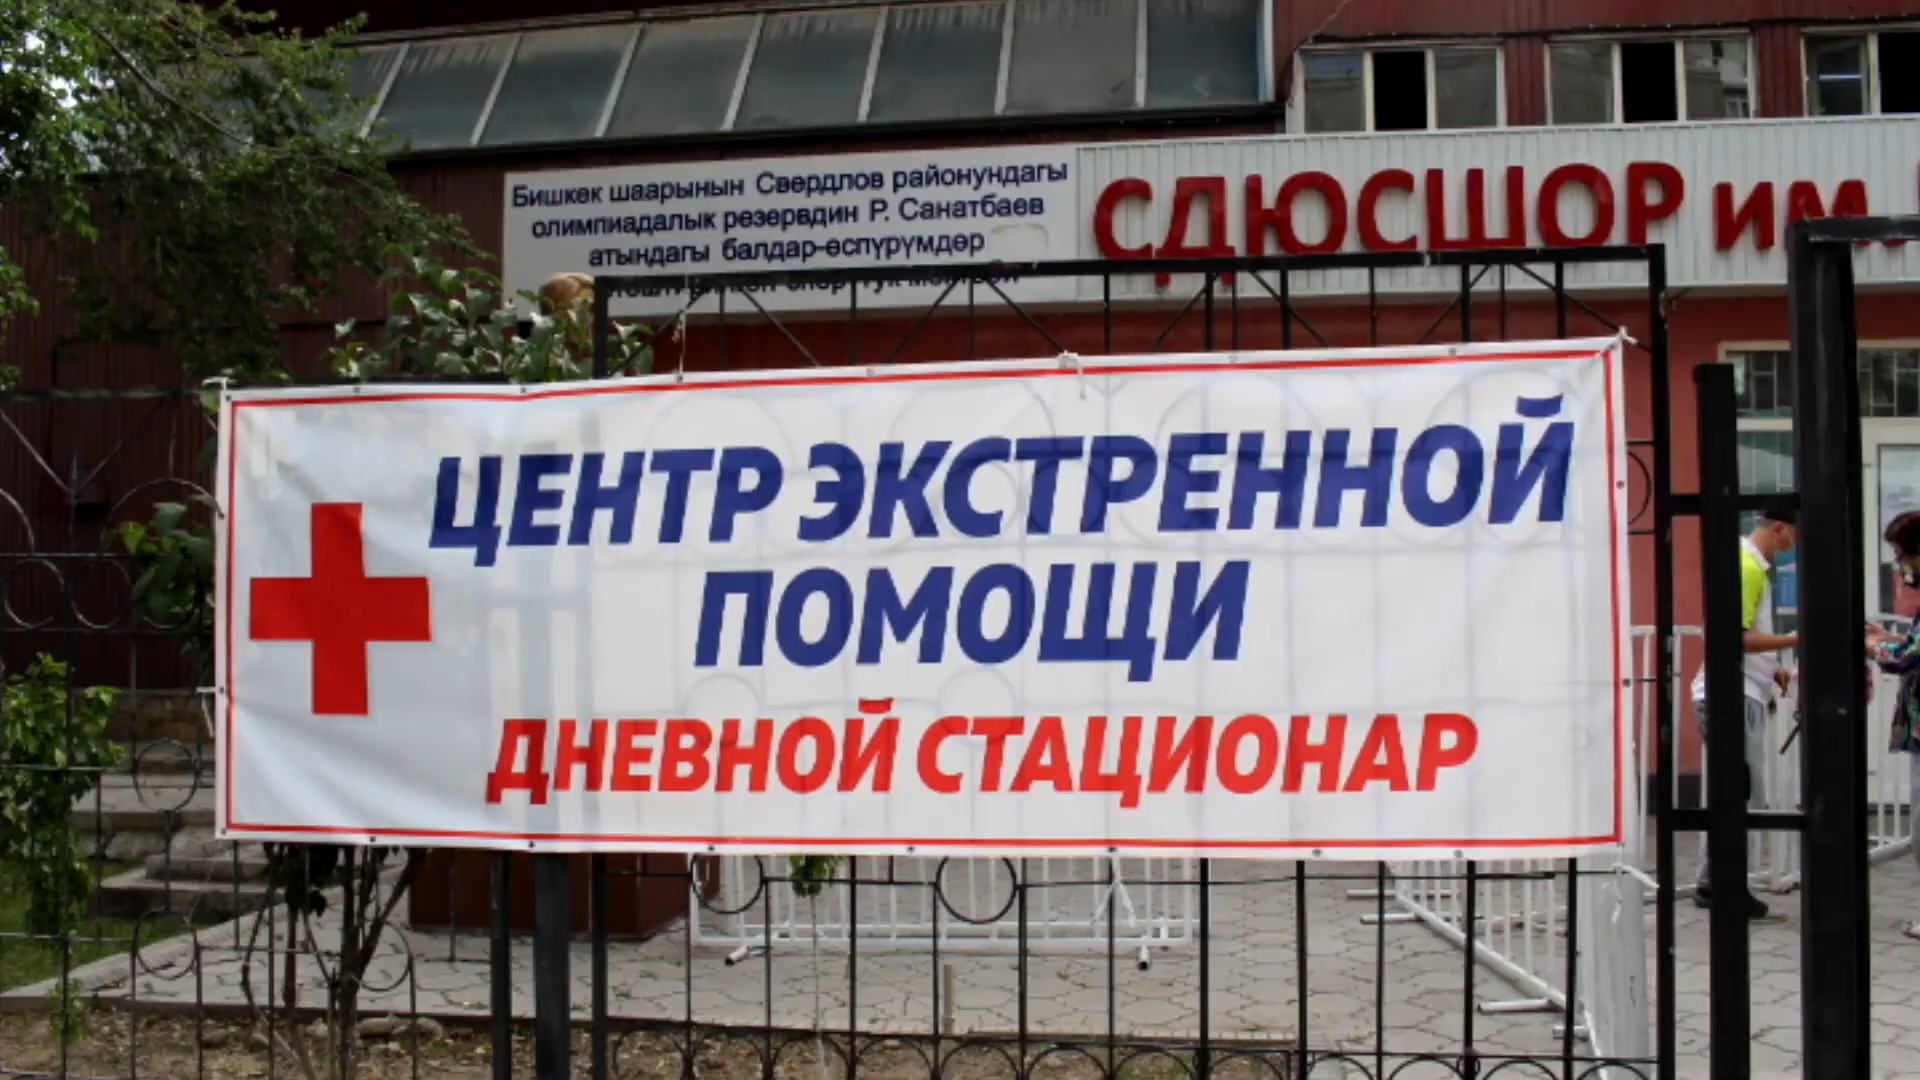 Бишкек шаарынын Свердлов районундагы
олимпиадалык резервдин Р. Санатбаев
атындагы балдар-өспүрүмдөр
СДЮСШОР им.
ЦЕНТР ЭКСТРЕННОЙ
ПОМОЩИ
ДНЕВНОЙ СТАЦИОНАР